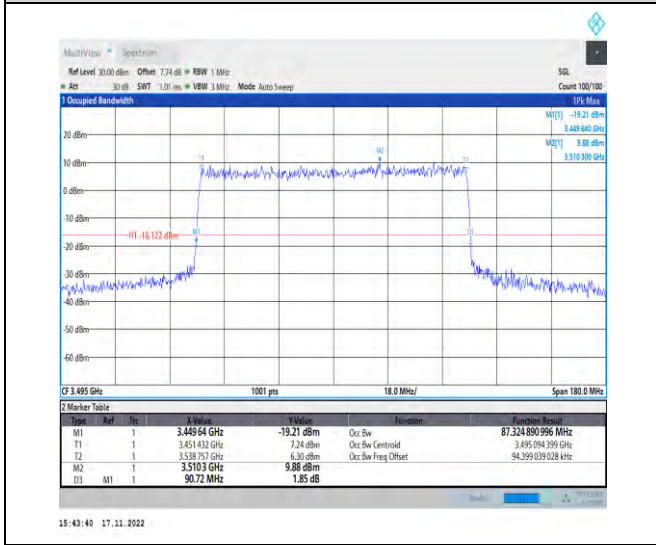 MultiView Spectrum
Ref Level 30.00 dBm Offset 7.74 dB RBW 1 MHz SGL
Att 30 dB SWT 1.01 ms VBW 3 MHz Mode Auto Sweep Count 100/100
1 Occupied Bandwidth 1Pk Max
M1[1] -19.21 dBm
3.449 640 GHz
M2[1] 9.88 dBm
3.510 300 GHz
20 dBm
M2
10 dBm
T1
0 dBm
-10 dBm
M1
D3
H1 -16.122 dBm
-20 dBm
-30 dBm
-40 dBm
-50 dBm
-60 dBm
CF 3.495 GHz 1001 pts 18.0 MHz/ Span 180.0 MHz
2 Marker Table
Type Ref Trc X-Value Y-Value Function Function Result
M1 1 3.449 64 GHz -19.21 dBm Occ Bw 87.324 890 996 MHz
T1 1 3.451 432 GHz 7.24 dBm Occ Bw Centroid 3.495 094 399 GHz
T2 1 3.538 757 GHz 6.30 dBm Occ Bw Freq Offset 94.399 039 028 kHz
M2 1 3.510 3 GHz 9.88 dBm
D3 M1 1 90.72 MHz 1.85 dB
15:43:40 17.11.2022